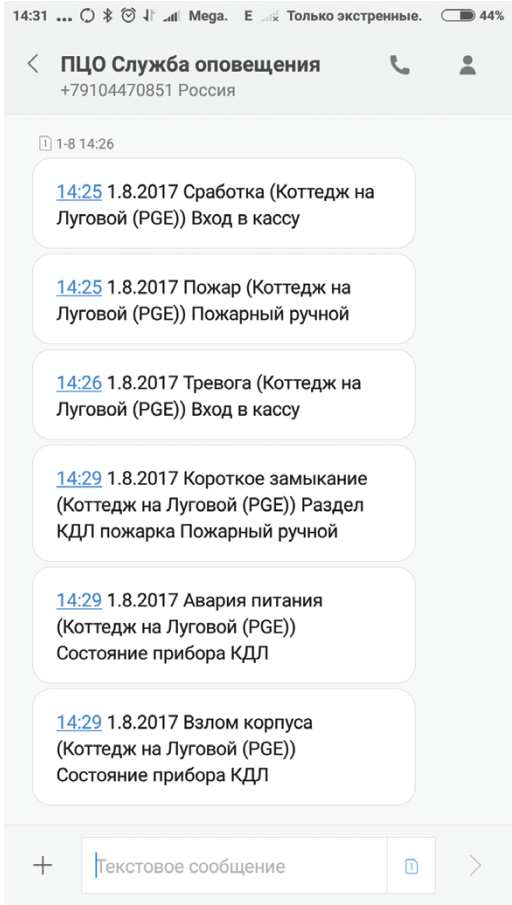 14:31 ... Mega. E Только экстренные. 44%
ПЦО Служба оповещения
+79104470851 Россия
1 1-8 14:26
14:25 1.8.2017 Сработка (Коттедж на
Луговой (PGE)) Вход в кассу
14:25 1.8.2017 Пожар (Коттедж на
Луговой (PGE)) Пожарный ручной
14:26 1.8.2017 Тревога (Коттедж на
Луговой (PGE)) Вход в кассу
14:29 1.8.2017 Короткое замыкание
(Коттедж на Луговой (PGE)) Раздел
КДЛ пожарка Пожарный ручной
14:29 1.8.2017 Авария питания
(Коттедж на Луговой (PGE))
Состояние прибора КДЛ
14:29 1.8.2017 Взлом корпуса
(Коттедж на Луговой (PGE))
Состояние прибора КДЛ
Текстовое сообщение 1